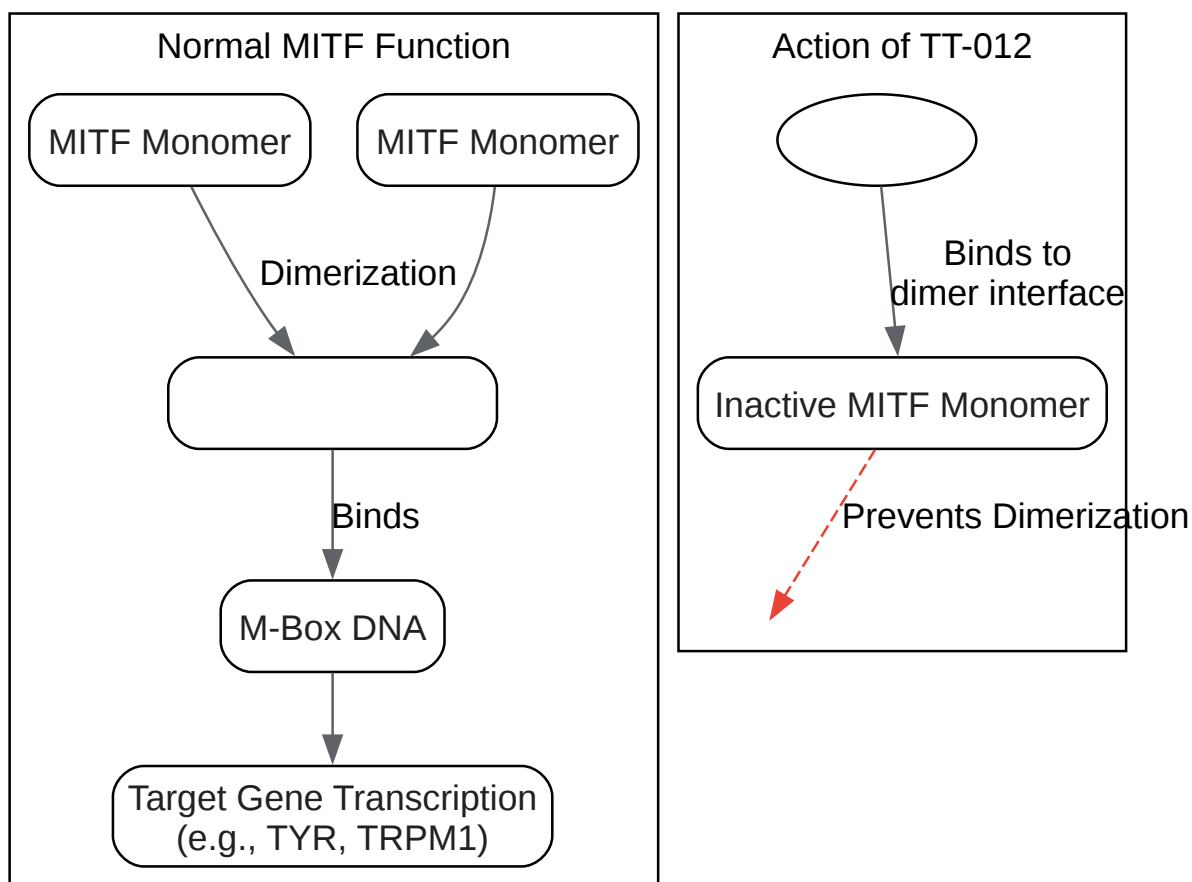 Normal MITF Function
MITF Monomer
MITF Monomer
Dimerization
Binds
M-Box DNA
Target Gene Transcription
(e.g., TYR, TRPM1)
Action of TT-012
Binds to
dimer interface
Inactive MITF Monomer
Prevents Dimerization